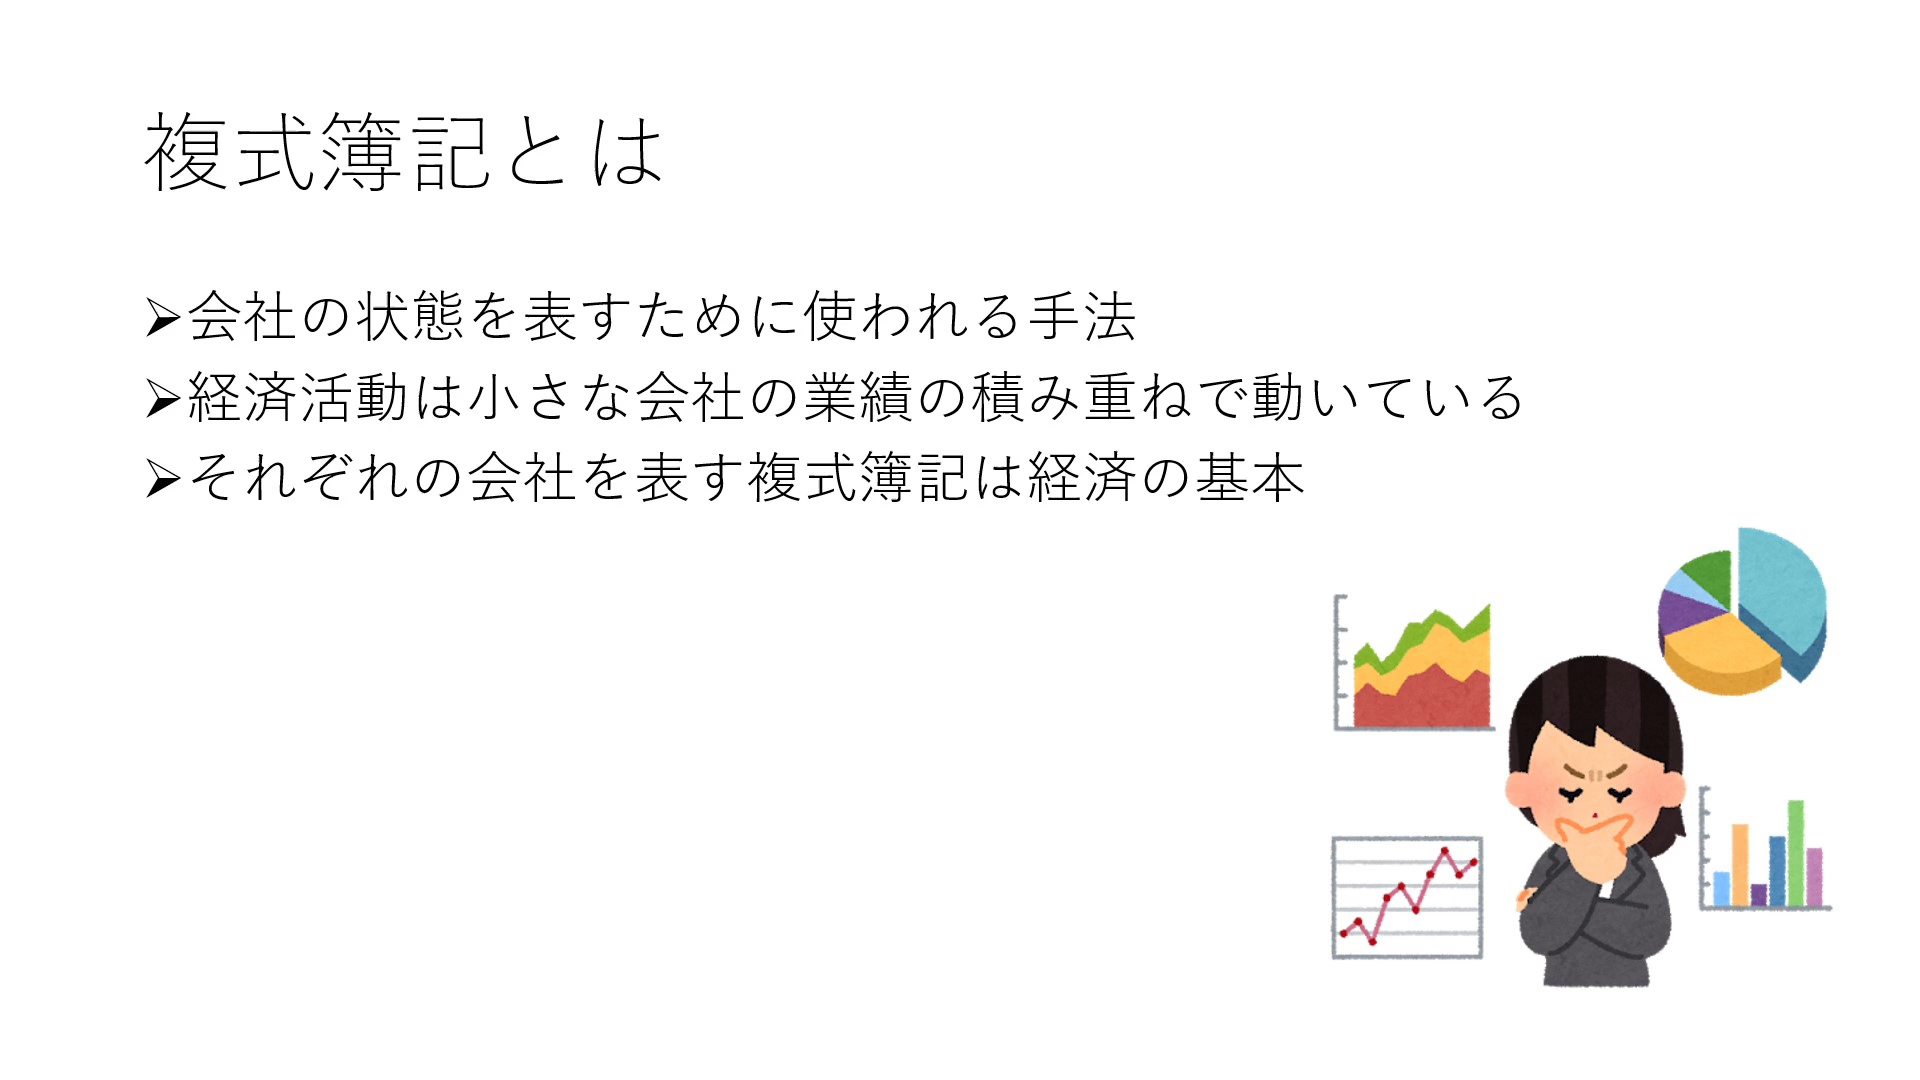 複式簿記とは
➢会社の状態を表すために使われる手法
➢経済活動は小さな会社の業績の積み重ねで動いている
➢それぞれの会社を表す複式簿記は経済の基本